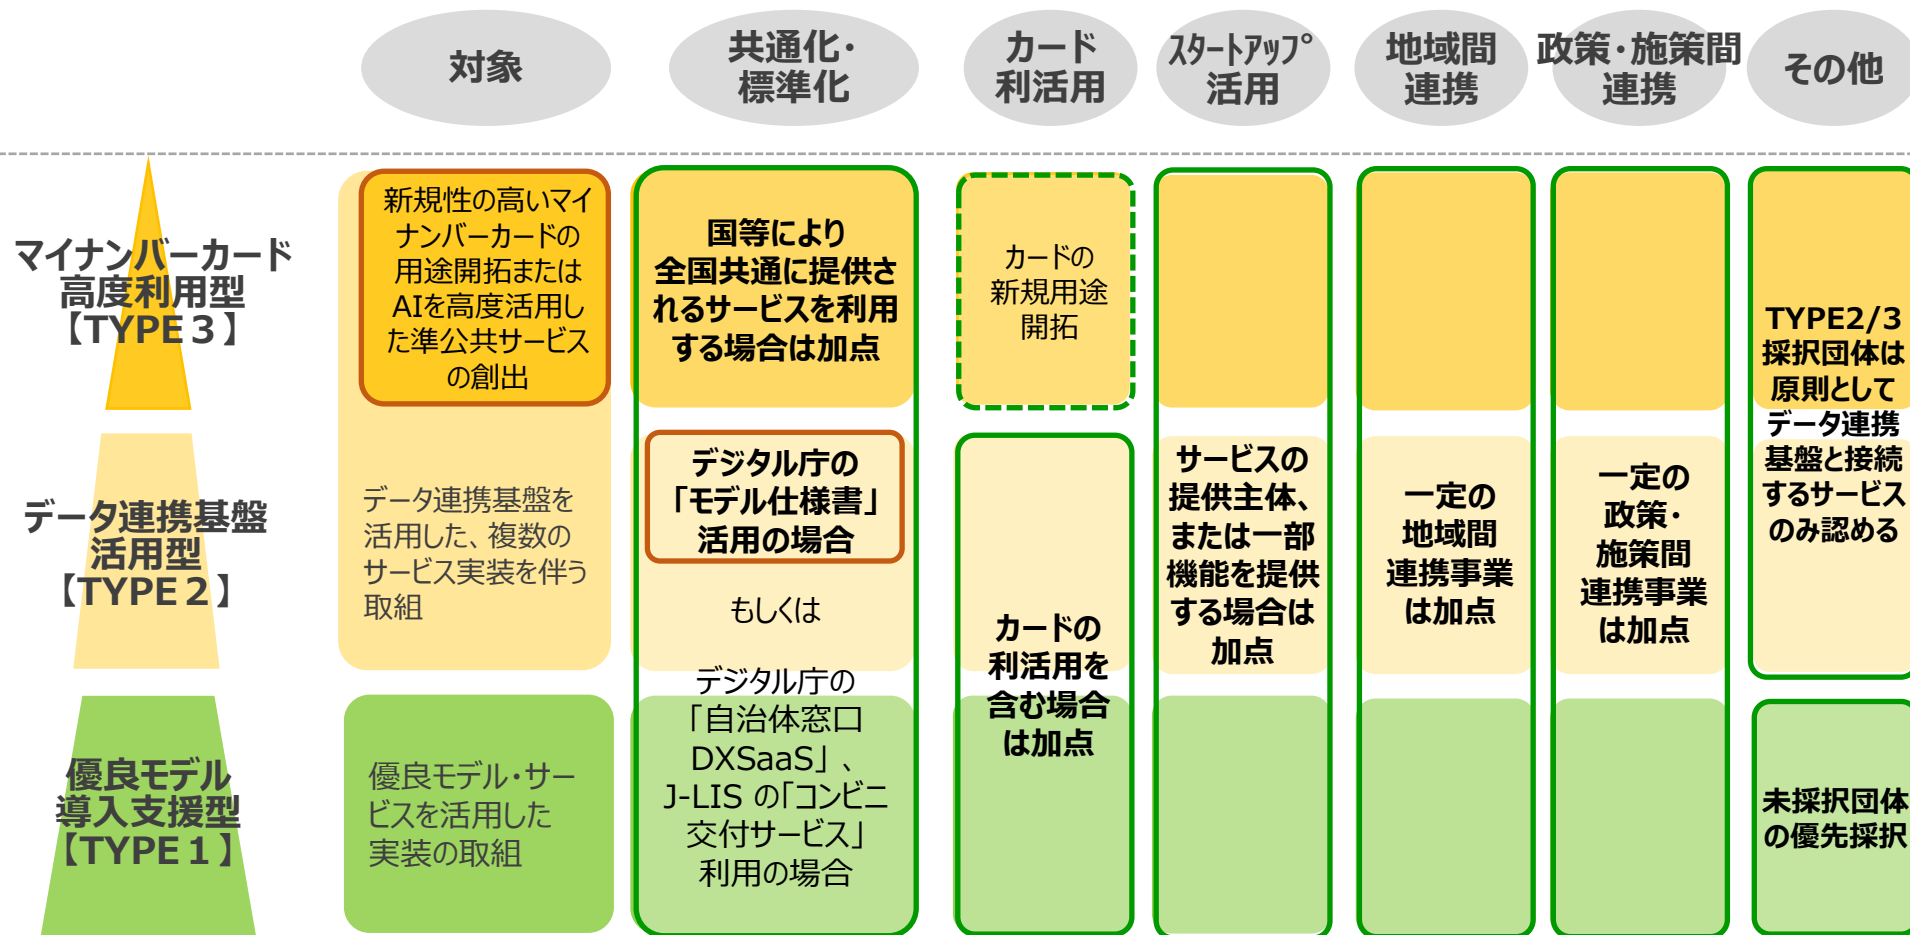 対象
共通化・
標準化
カード
利活用
ｽﾀｰﾄｱｯﾌﾟ
活用
地域間
連携
政策・施策間
連携
その他
マイナンバーカード
高度利用型
【TYPE３】
新規性の高いマイ
ナンバーカードの
用途開拓または
AIを高度活用し
た準公共サービス
の創出
国等により
全国共通に提供さ
れるサービスを利用
する場合は加点
カードの
新規用途
開拓
TYPE2/3
採択団体は
原則として
データ連携
基盤と接続
するサービス
のみ認める
データ連携基盤
活用型
【TYPE２】
データ連携基盤を
活用した、複数の
サービス実装を伴う
取組
デジタル庁の
「モデル仕様書」
活用の場合
もしくは
デジタル庁の
「自治体窓口
DXSaaS」、
J-LIS の「コンビニ
交付サービス」
利用の場合
カードの
利活用を
含む場合
は加点
サービスの
提供主体、
または一部
機能を提供
する場合は
加点
一定の
地域間
連携事業
は加点
一定の
政策・
施策間
連携事業
は加点
優良モデル
導入支援型
【TYPE１】
優良モデル・サー
ビスを活用した
実装の取組
未採択団体
の優先採択